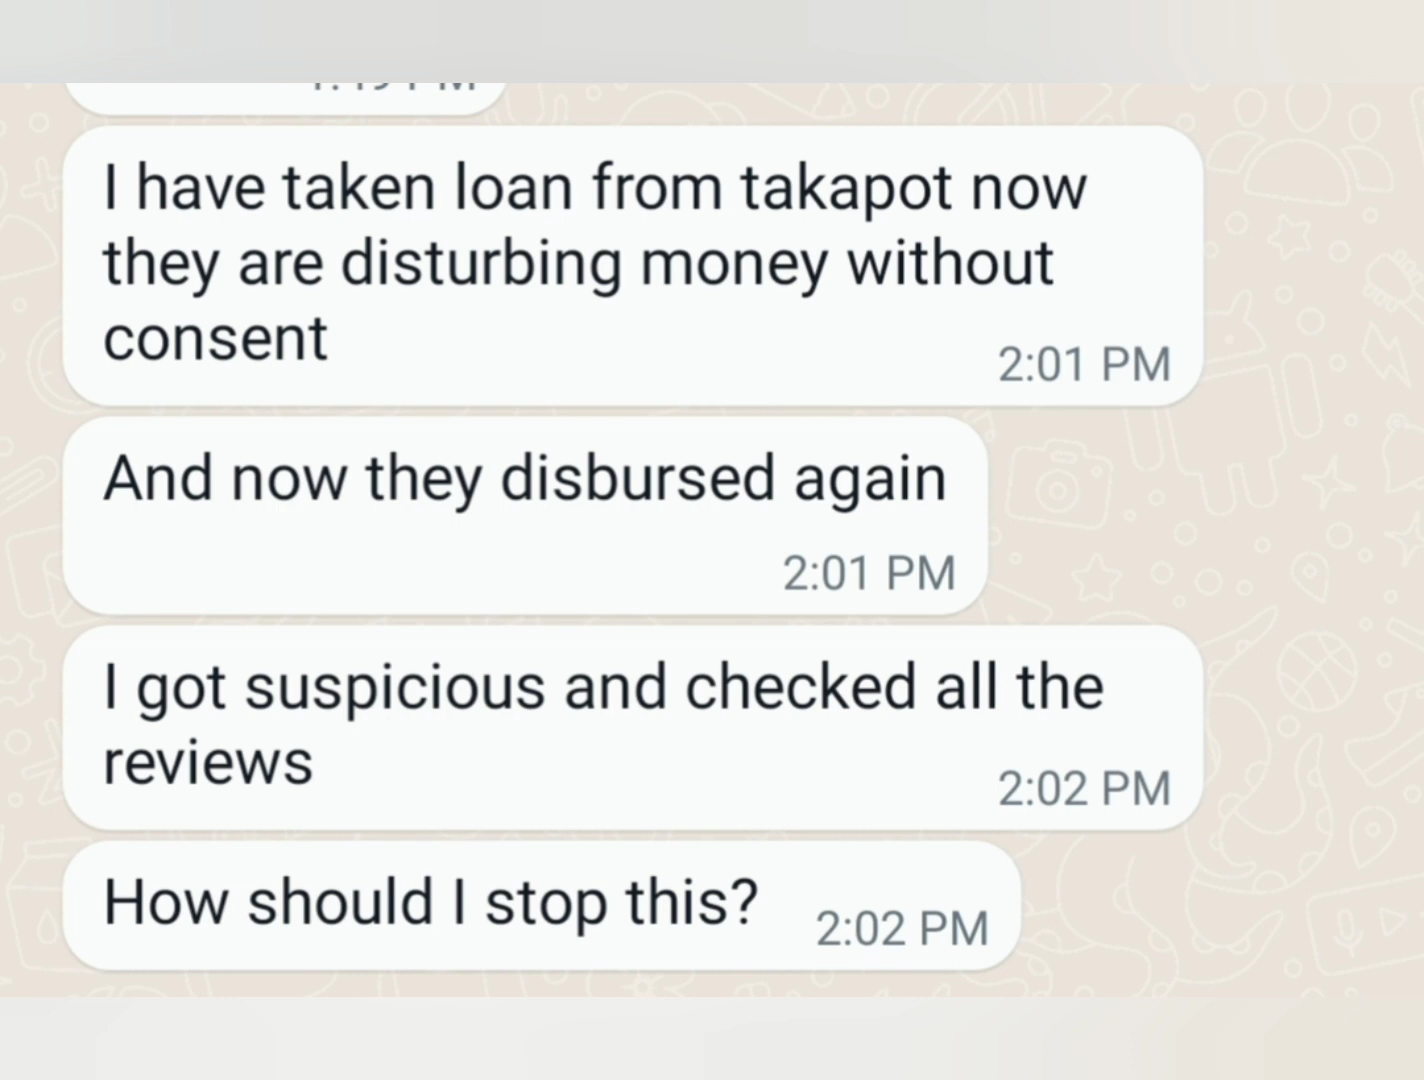 I have taken loan from takapot now
they are disturbing money without
consent
2:01 PM
And now they disbursed again
2:01 PM
I got suspicious and checked all the
reviews
2:02 PM
How should I stop this?
2:02 PM